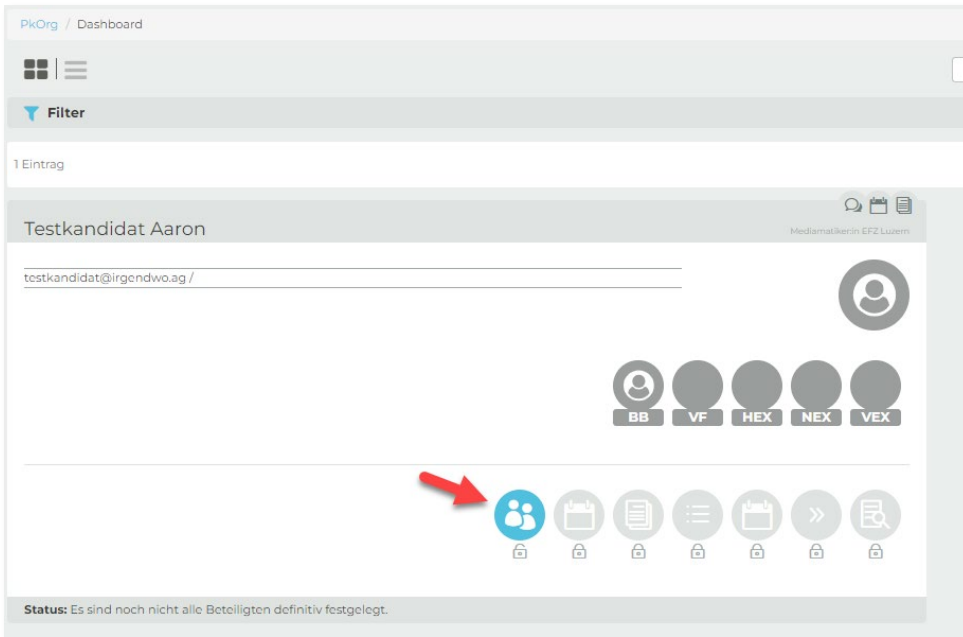 PkOrg / Dashboard
Filter
1 Eintrag
Testkandidat Aaron
Mediamatiker:in EFZ Luzern
testkandidat@irgendwo.ag /
BB VF HEX NEX VEX
Status: Es sind noch nicht alle Beteiligten definitiv festgelegt.